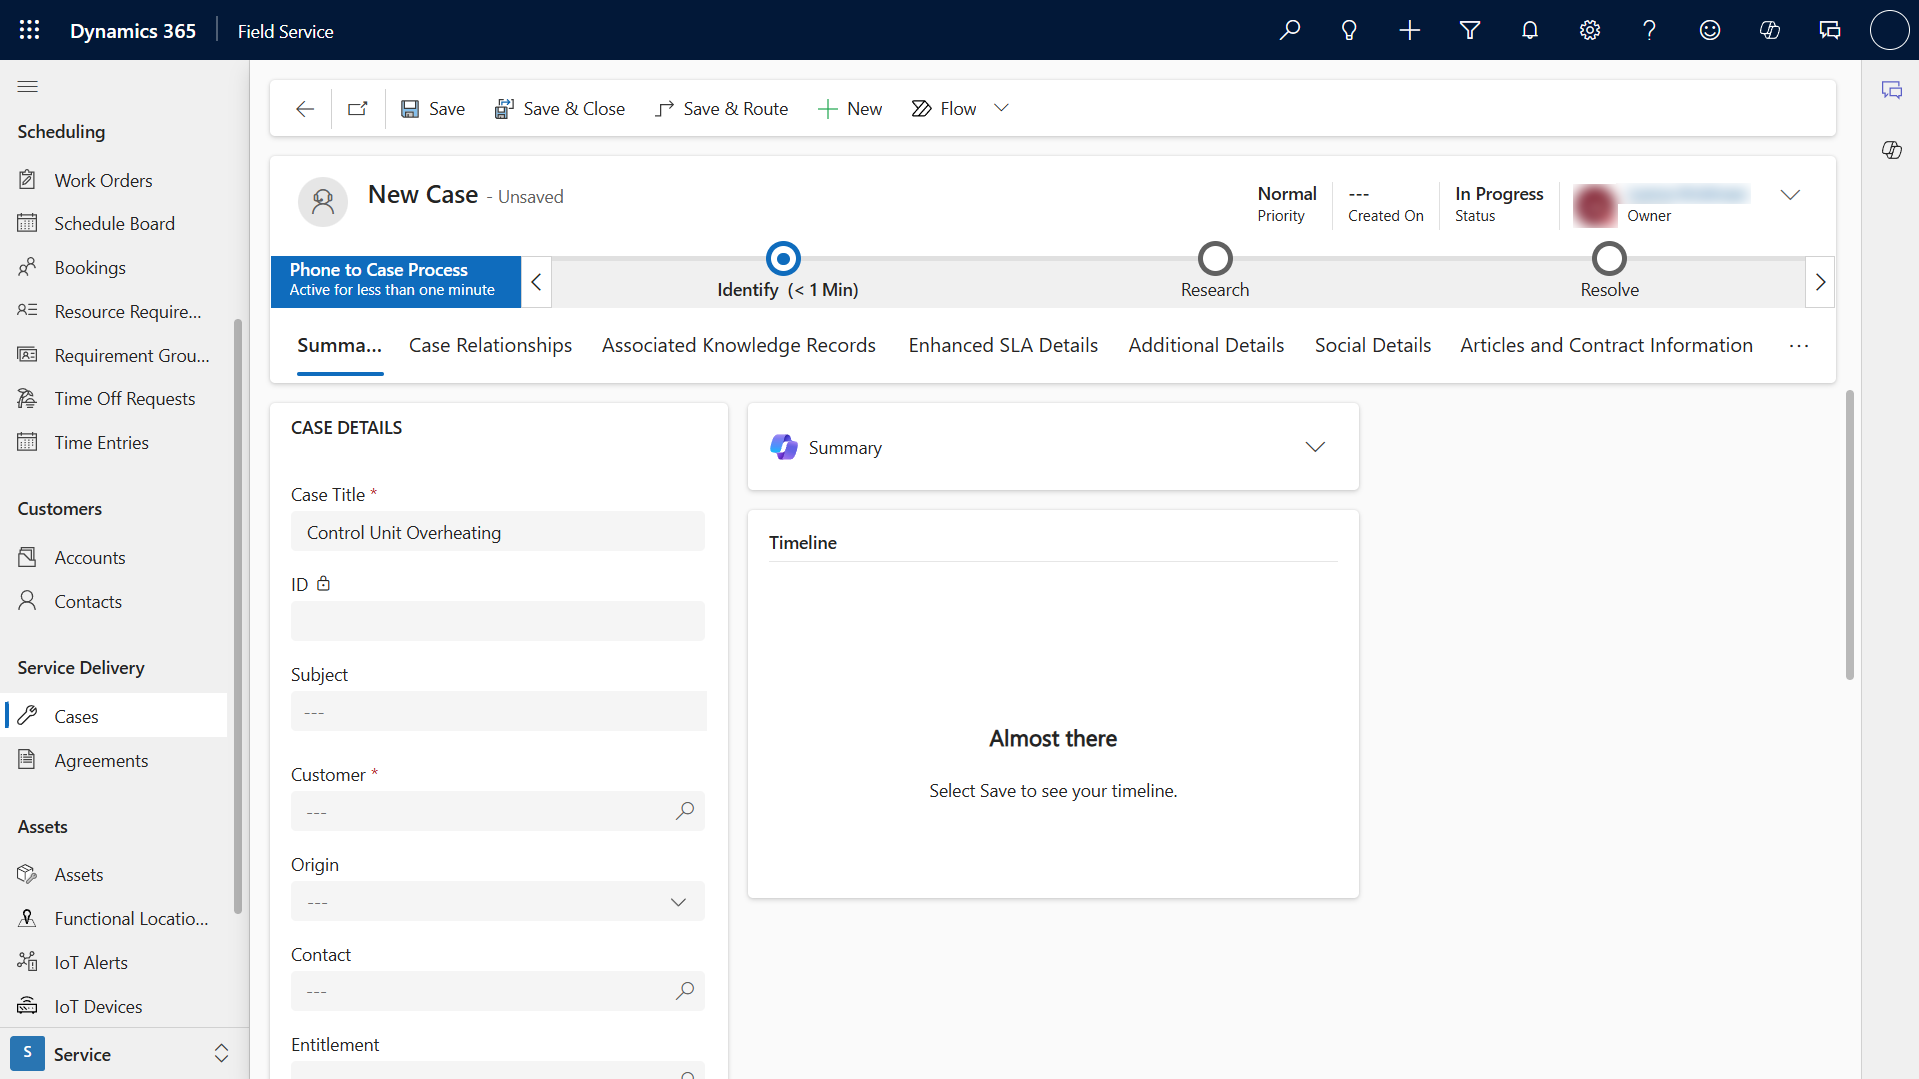 Dynamics 365
Field Service
Save
Save & Close
Save & Route
New
Flow
Scheduling
Work Orders
Schedule Board
Bookings
Resource Require...
Requirement Grou...
Time Off Requests
Time Entries
Customers
Accounts
Contacts
Service Delivery
Cases
Agreements
Assets
Assets
Functional Locatio...
IoT Alerts
IoT Devices
S
Service
New Case - Unsaved
Normal
Priority
---
Created On
In Progress
Status
Owner
Phone to Case Process
Active for less than one minute
Identify (< 1 Min)
Research
Resolve
Summa...
Case Relationships
Associated Knowledge Records
Enhanced SLA Details
Additional Details
Social Details
Articles and Contract Information
...
CASE DETAILS
Case Title *
Control Unit Overheating
ID
Subject
---
Customer *
---
Origin
---
Contact
---
Entitlement
Summary
Timeline
Almost there
Select Save to see your timeline.